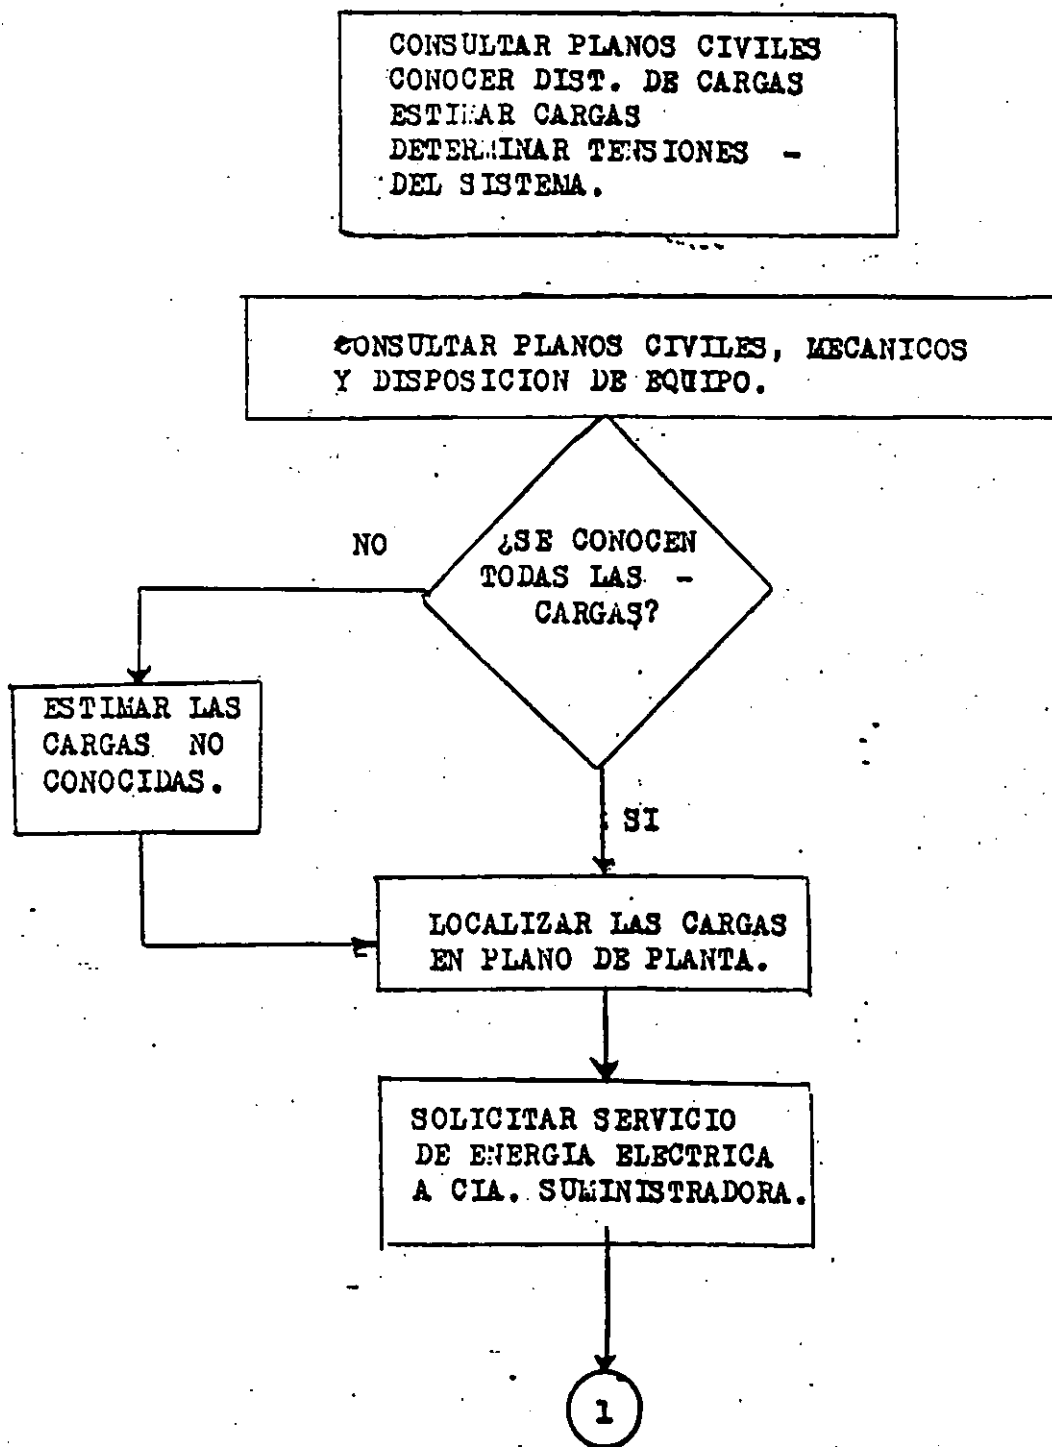 CONSULTAR PLANOS CIVILES
CONOCER DIST. DE CARGAS
ESTIMAR CARGAS
DETERMINAR TENSIONES -
DEL SISTEMA.
CONSULTAR PLANOS CIVILES, MECANICOS
Y DISPOSICION DE EQUIPO.
NO
¿SE CONOCEN
TODAS LAS -
CARGAS?
ESTIMAR LAS
CARGAS NO
CONOCIDAS.
SI
LOCALIZAR LAS CARGAS
EN PLANO DE PLANTA.
SOLICITAR SERVICIO
DE ENERGIA ELECTRICA
A CIA. SUMINISTRADORA.
1